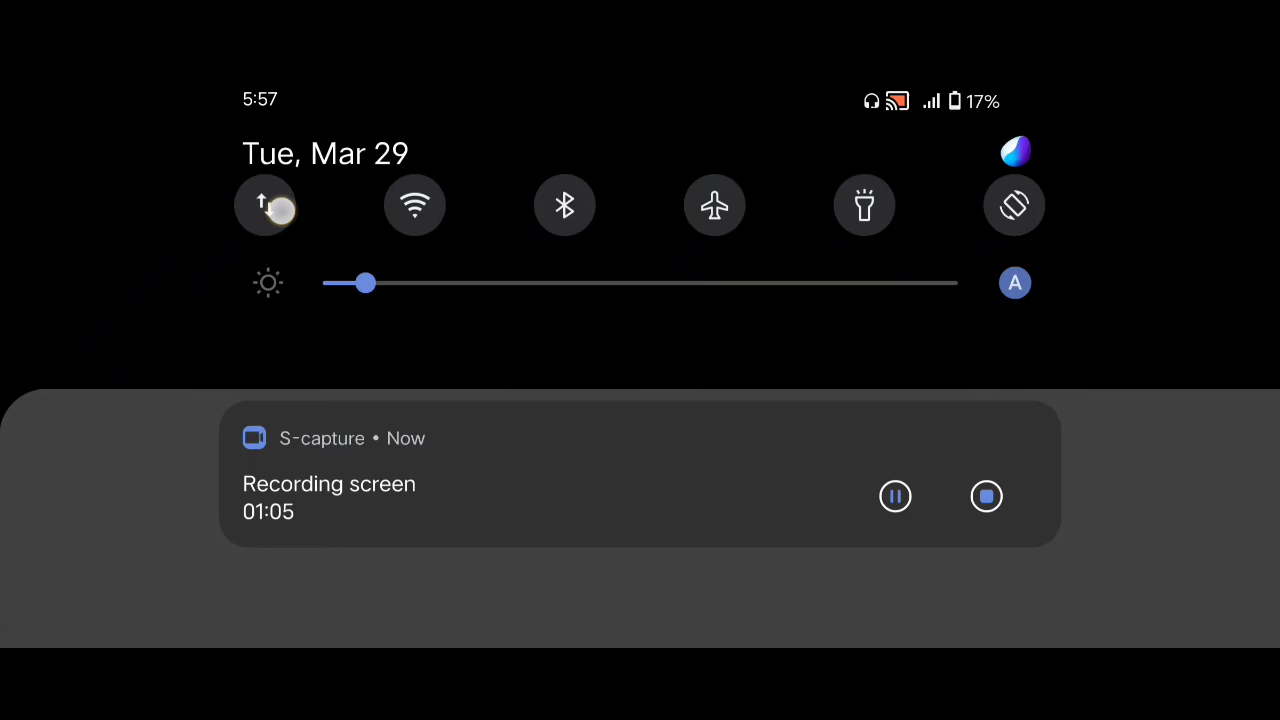 5:57
17%
Tue, Mar 29
A
S-capture • Now
Recording screen
01:05